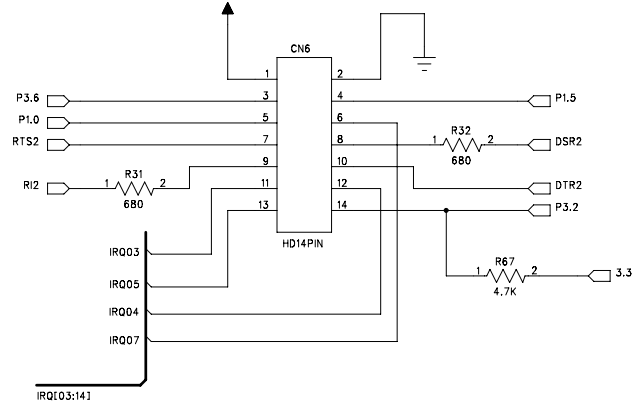 CN6
1 2
P3.6 3 4 P1.5
P1.0 5 6
RTS2 7 8 1 R32 2 DSR2
680
9 10
RI2 1 R31 2 DTR2
680
11 12
13 14 P3.2
HD14PIN
IRQ03
1 R67 2 3.3
4.7K
IRQ05
IRQ04
IRQ07
IRQ[03:14]